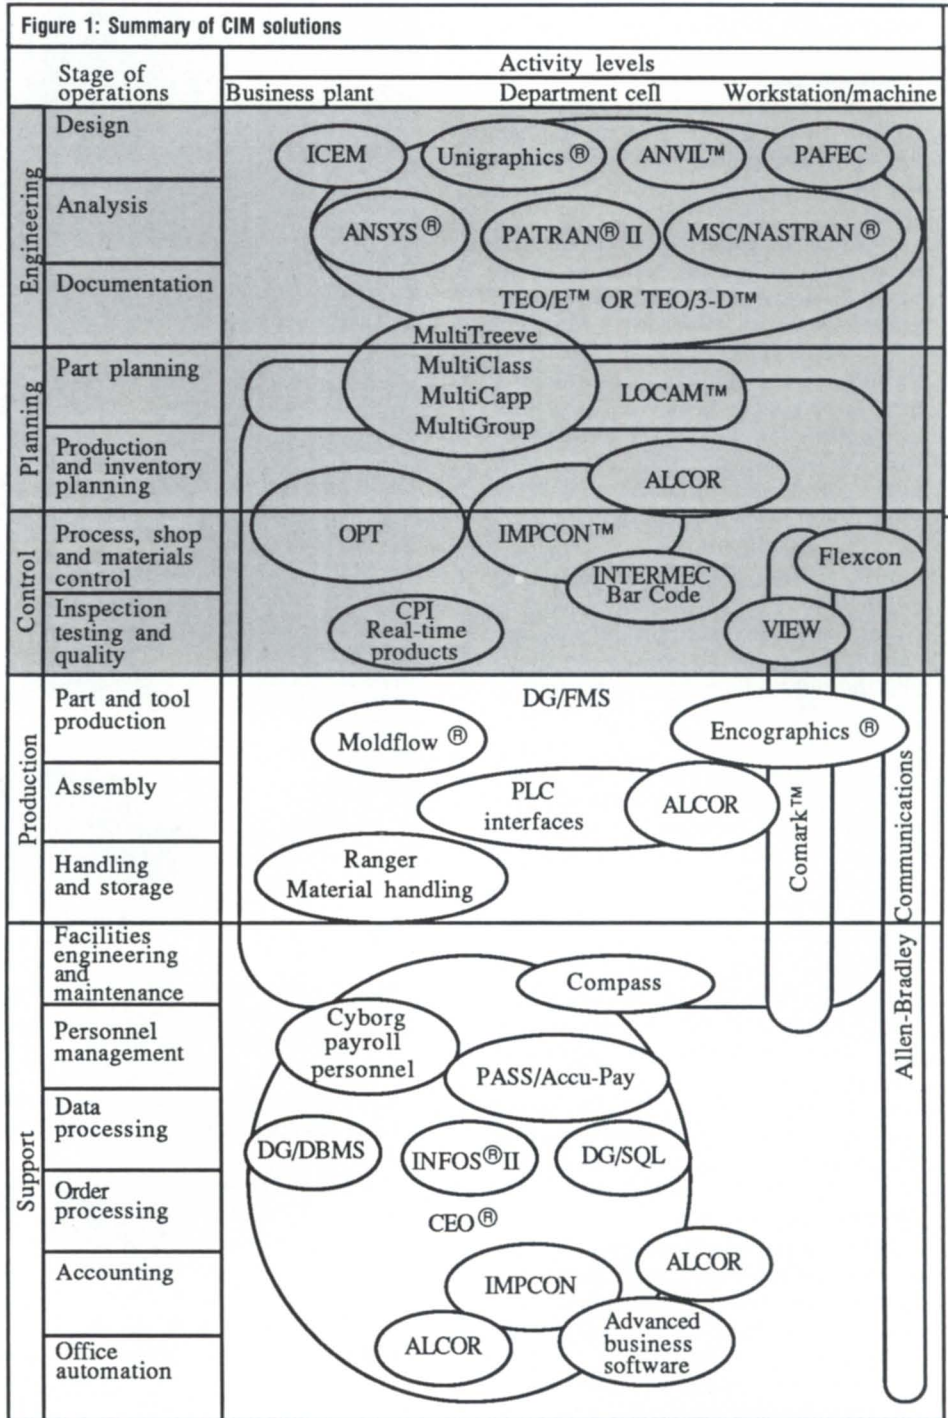 Figure 1: Summary of CIM solutions
Stage of
operations
Activity levels
Business plant
Department cell
Workstation/machine
Engineering
Design
ICEM
Unigraphics ®
ANVIL™
PAFEC
Analysis
ANSYS ®
PATRAN® II
MSC/NASTRAN ®
Documentation
TEO/E™ OR TEO/3-D™
Planning
Part planning
MultiTreeve
MultiClass
MultiCapp
MultiGroup
LOCAM™
Production
and inventory
planning
ALCOR
Control
Process, shop
and materials
control
OPT
IMPCON™
Flexcon
INTERMEC
Bar Code
Inspection
testing and
quality
CPI
Real-time
products
VIEW
Production
Part and tool
production
DG/FMS
Moldflow ®
Encographics ®
Assembly
PLC
interfaces
ALCOR
Comark™
Allen-Bradley Communications
Handling
and storage
Ranger
Material handling
Support
Facilities
engineering
and
maintenance
Compass
Personnel
management
Cyborg
payroll
personnel
PASS/Accu-Pay
Data
processing
DG/DBMS
INFOS®II
DG/SQL
Order
processing
CEO®
Accounting
ALCOR
IMPCON
Office
automation
ALCOR
Advanced
business
software